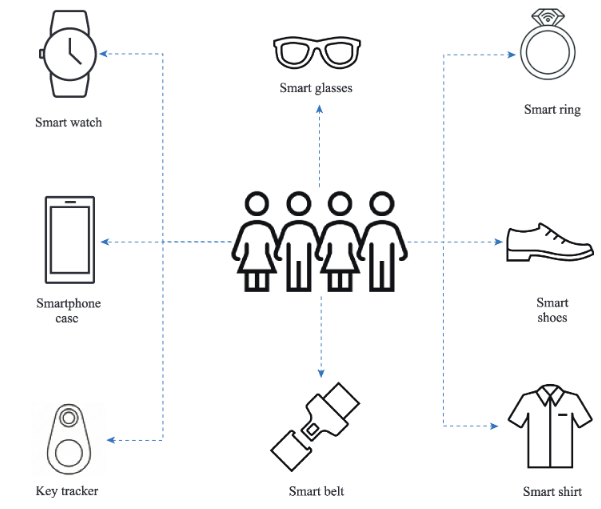 Smart watch
Smart glasses
Smart ring
Smartphone
case
Smart
shoes
Key tracker
Smart belt
Smart shirt